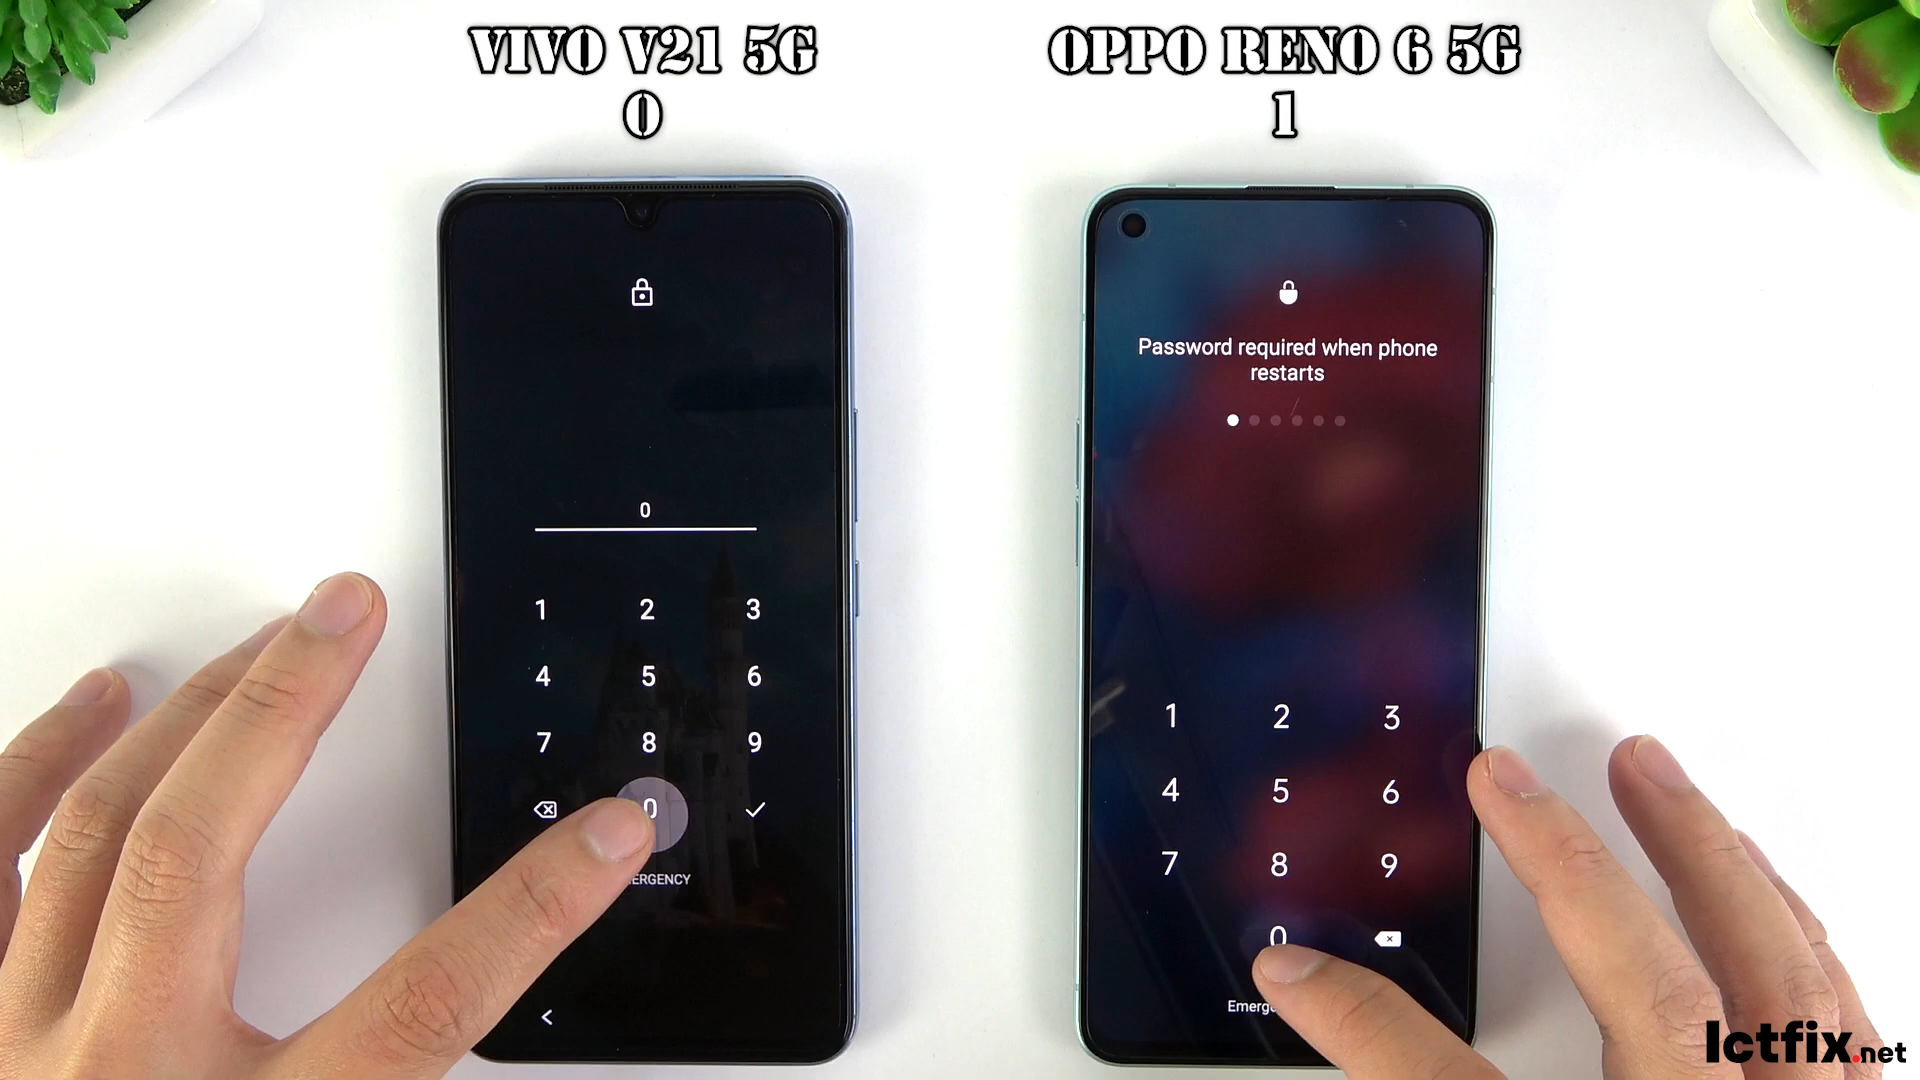 VIVO V21 5G
0
OPPO RENO 6 5G
1
0
1 2 3
4 5 6
7 8 9
0
ERGENCY
Password required when phone
restarts
1 2 3
4 5 6
7 8 9
0
Emerg
Ictfix.net